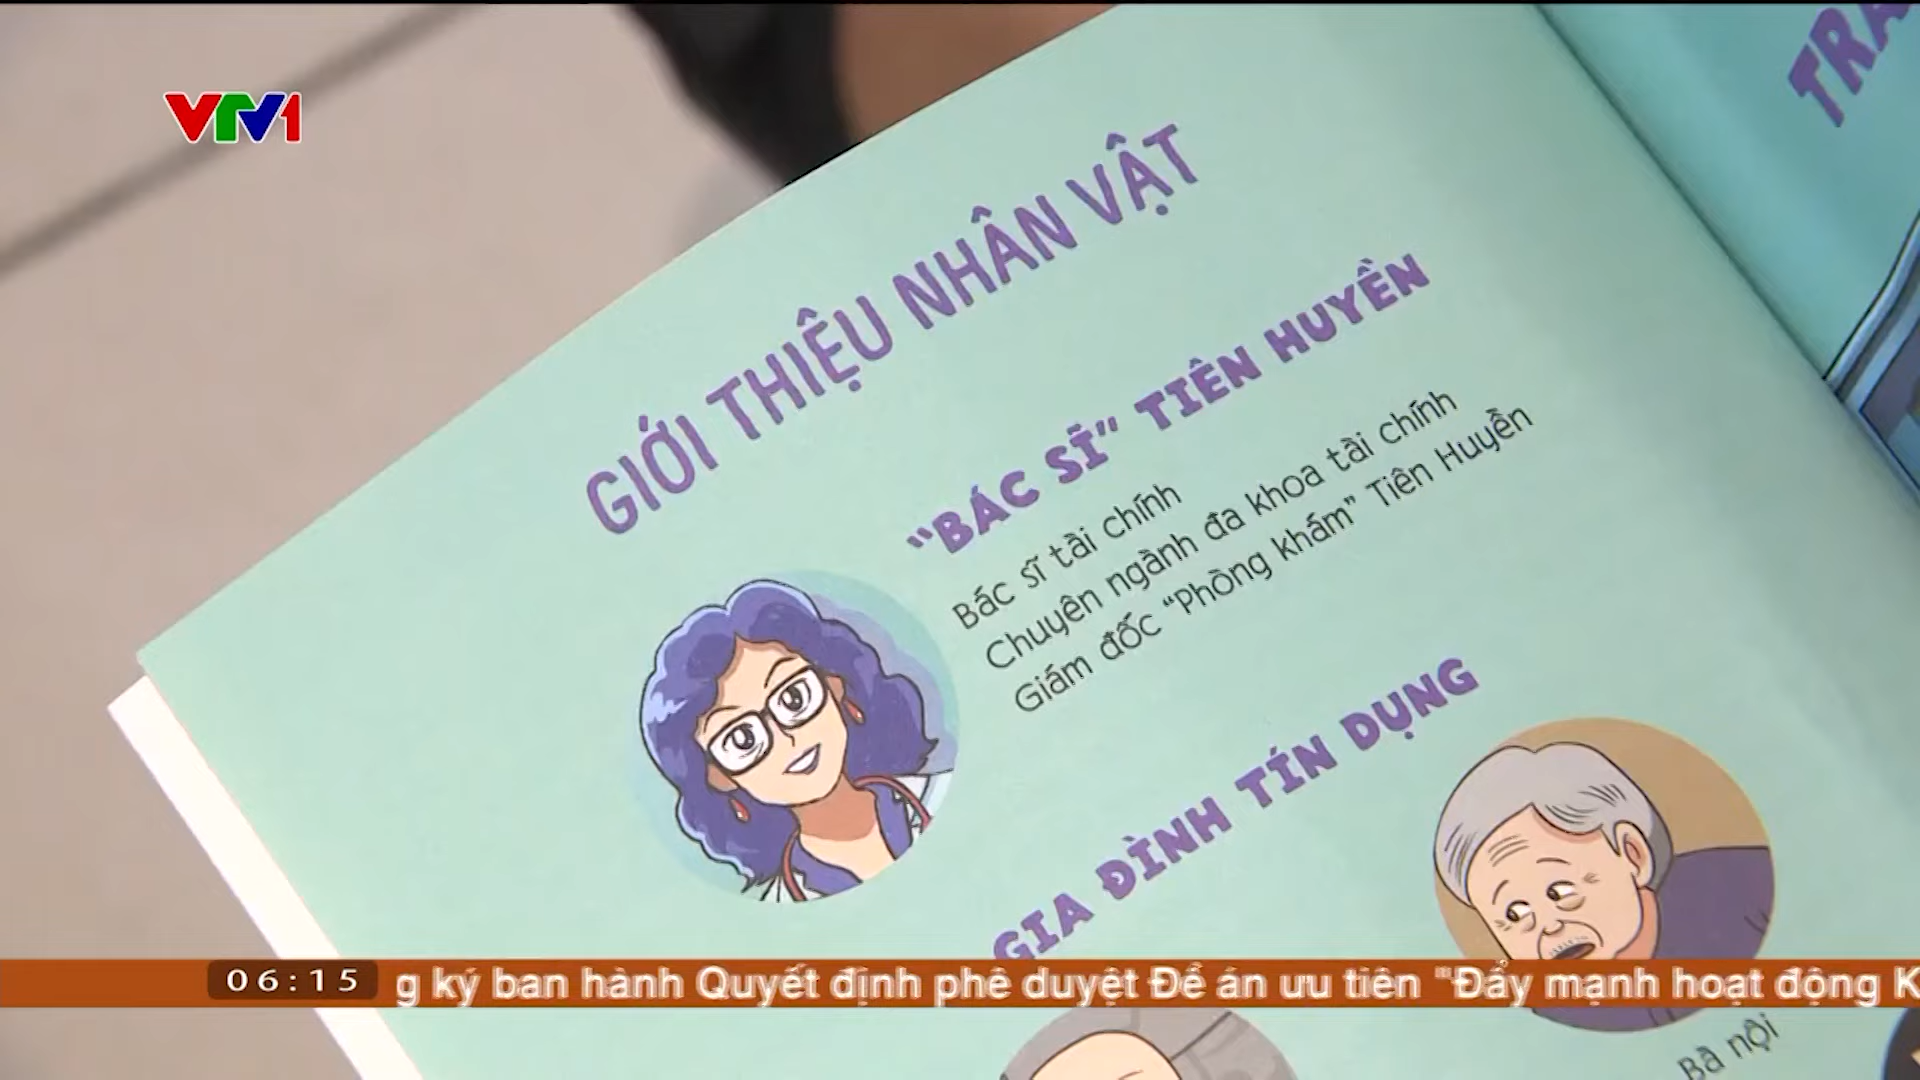 VTV1
TRA
GIỚI THIỆU NHÂN VẬT
“BÁC SĨ” TIÊN HUYỀN
Bác sĩ tài chính
Chuyên ngành đa khoa tài chính
Giám đốc “Phòng khám” Tiên Huyền
GIA ĐÌNH TÍN DỤNG
06:15 g ký ban hành Quyết định phê duyệt Đề án ưu tiên "Đẩy mạnh hoạt động K
Bà nội